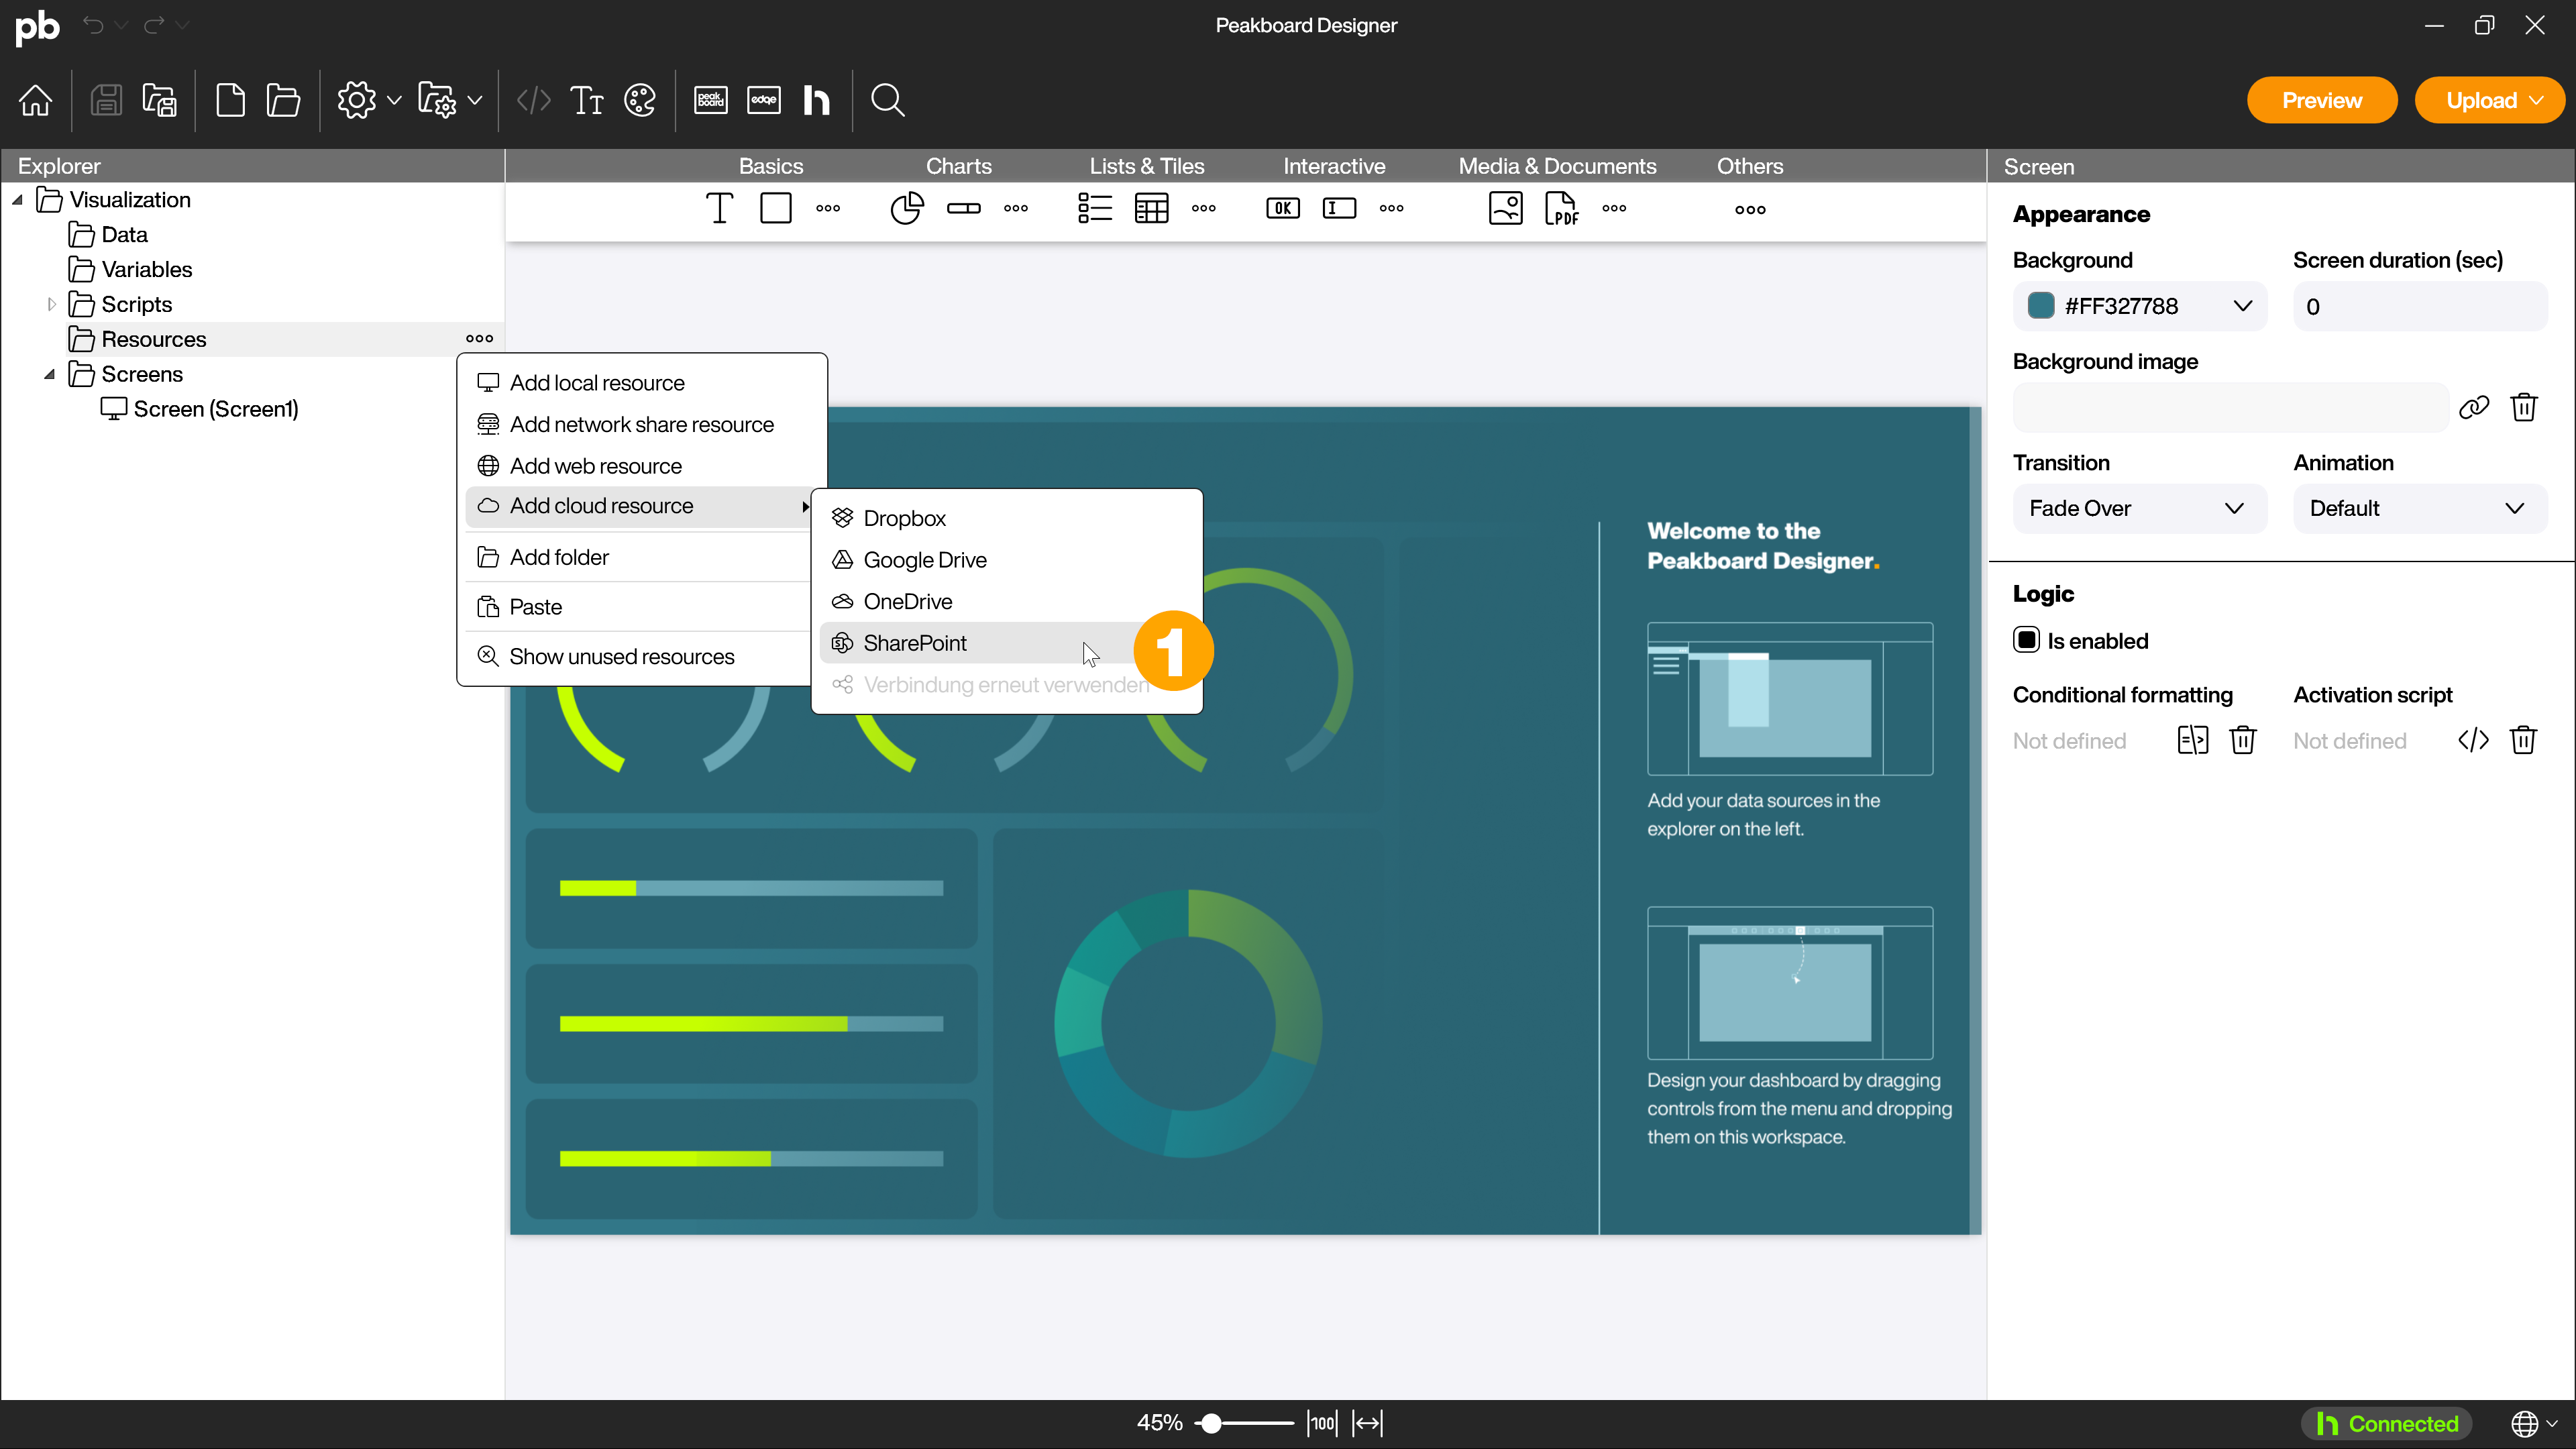 pb
Peakboard Designer
peak
board
edge
h
Preview
Upload
Explorer
Basics
Charts
Lists & Tiles
Interactive
Media & Documents
Others
Screen
Visualization
Data
Variables
Scripts
Resources
Screens
Screen (Screen1)
OK
PDF
Add local resource
Add network share resource
Add web resource
Add cloud resource
Add folder
Paste
Show unused resources
Dropbox
Google Drive
OneDrive
SharePoint
Verbindung erneut verwenden
1
Welcome to the
Peakboard Designer.
Add your data sources in the
explorer on the left.
Design your dashboard by dragging
controls from the menu and dropping
them on this workspace.
Appearance
Background
Screen duration (sec)
#FF327788
0
Background image
Transition
Animation
Fade Over
Default
Logic
Is enabled
Conditional formatting
Activation script
Not defined
Not defined
45%
100
h Connected